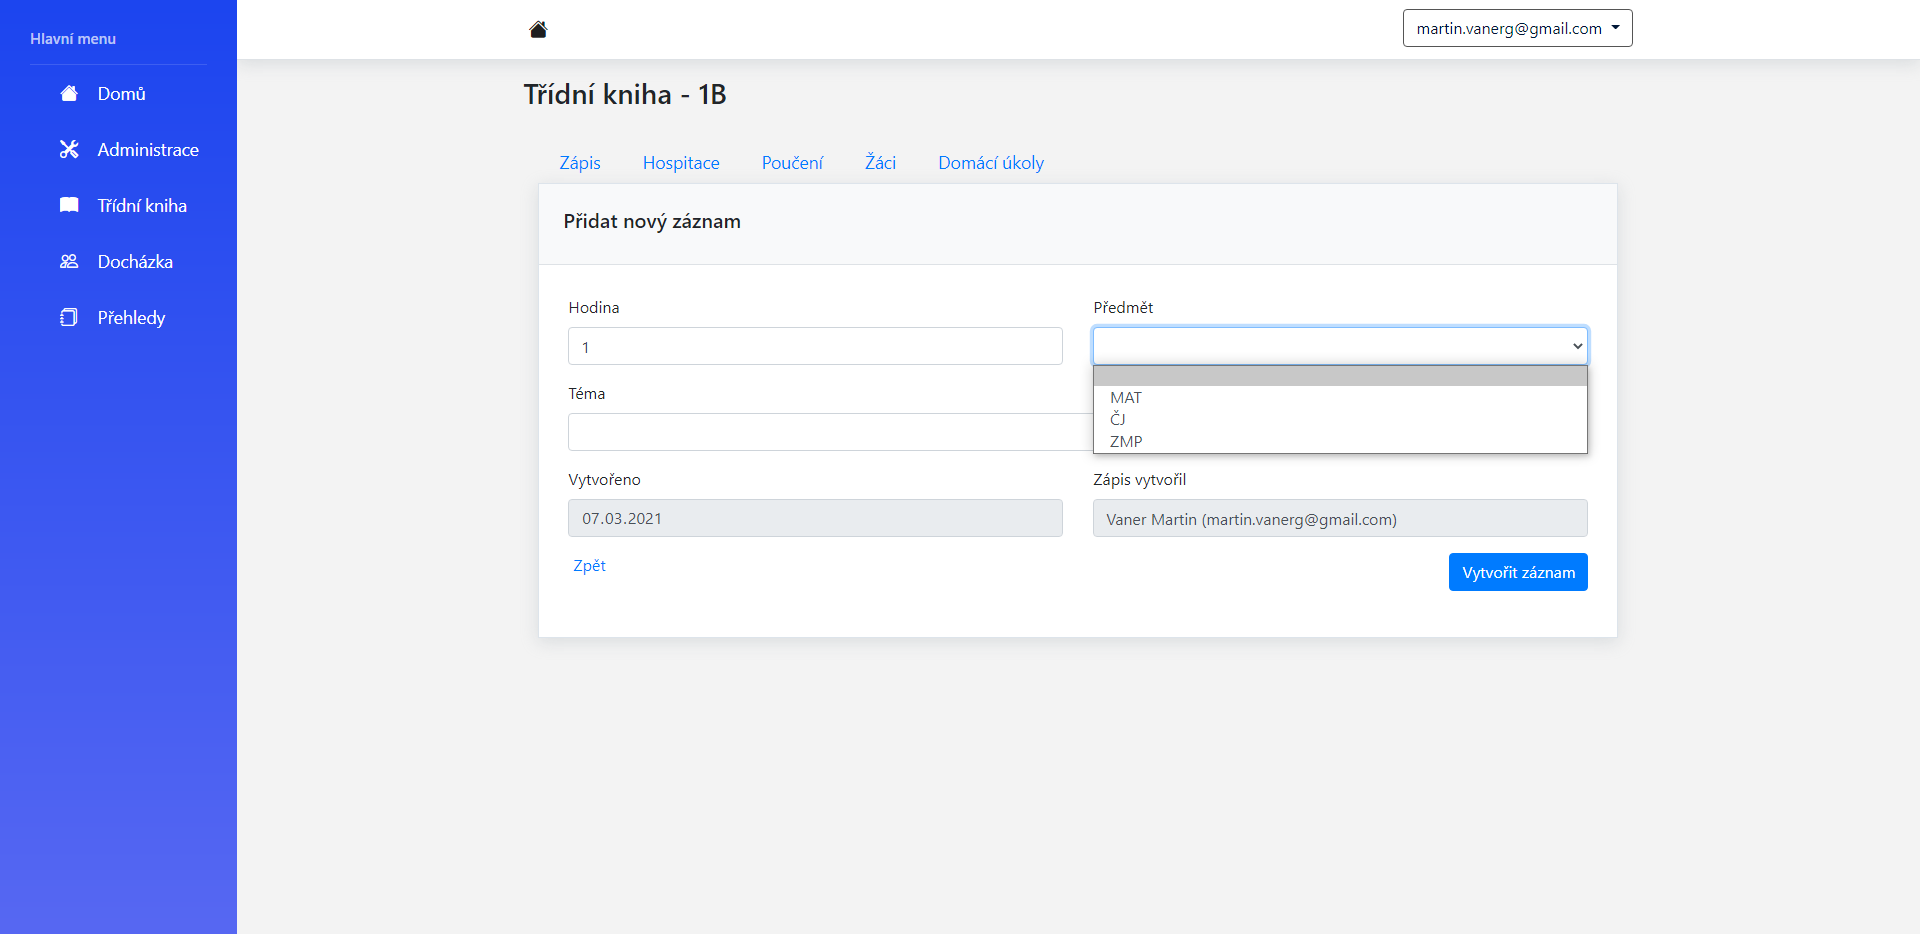 Hlavní menu
Domů
Administrace
Třídní kniha
Docházka
Přehledy
martin.vanerg@gmail.com
Třídní kniha - 1B
Zápis Hospitace Poučení Žáci Domácí úkoly
Přidat nový záznam
Hodina Předmět
1
MAT
ČJ
ZMP
Téma
Vytvořeno Zápis vytvořil
07.03.2021 Vaner Martin (martin.vanerg@gmail.com)
Zpět Vytvořit záznam